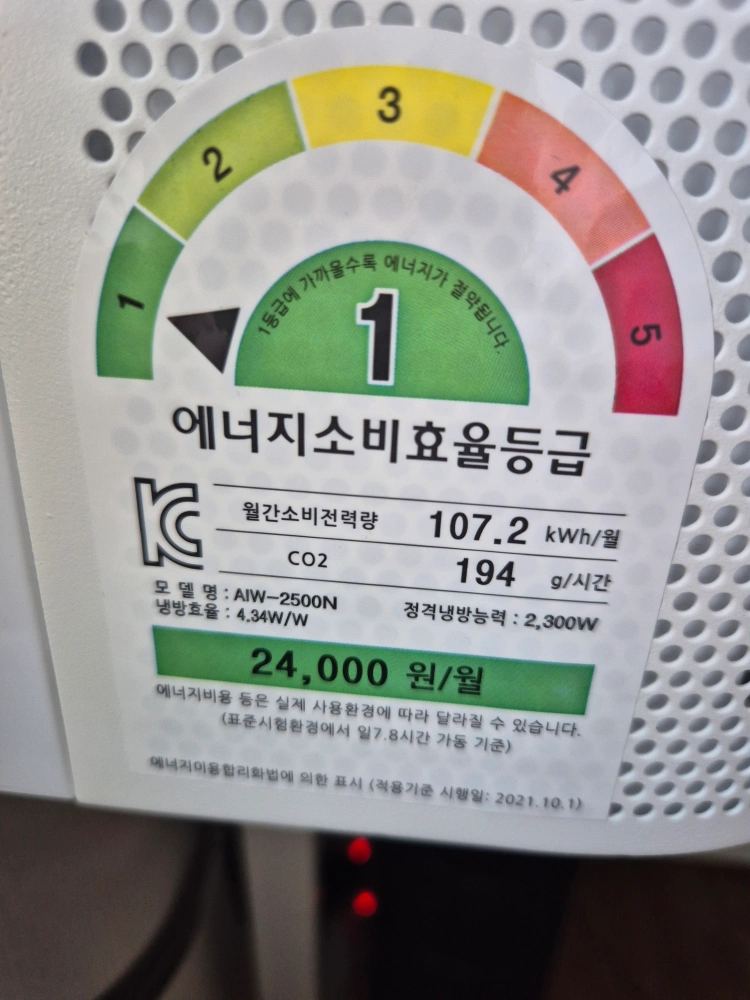 1
2
3
4
5
1등급에 가까울수록 에너지가 절약됩니다.
1
에너지소비효율등급
월간소비전력량 107.2 kWh/월
CO2 194 g/시간
모 델 명 : AIW-2500N
냉방효율 : 4.34W/W 정격냉방능력 : 2,300W
24,000 원/월
에너지비용 등은 실제 사용환경에 따라 달라질 수 있습니다.
(표준시험환경에서 일7.8시간 가동 기준)
에너지이용합리화법에 의한 표시 (적용기준 시행일: 2021.10.1)